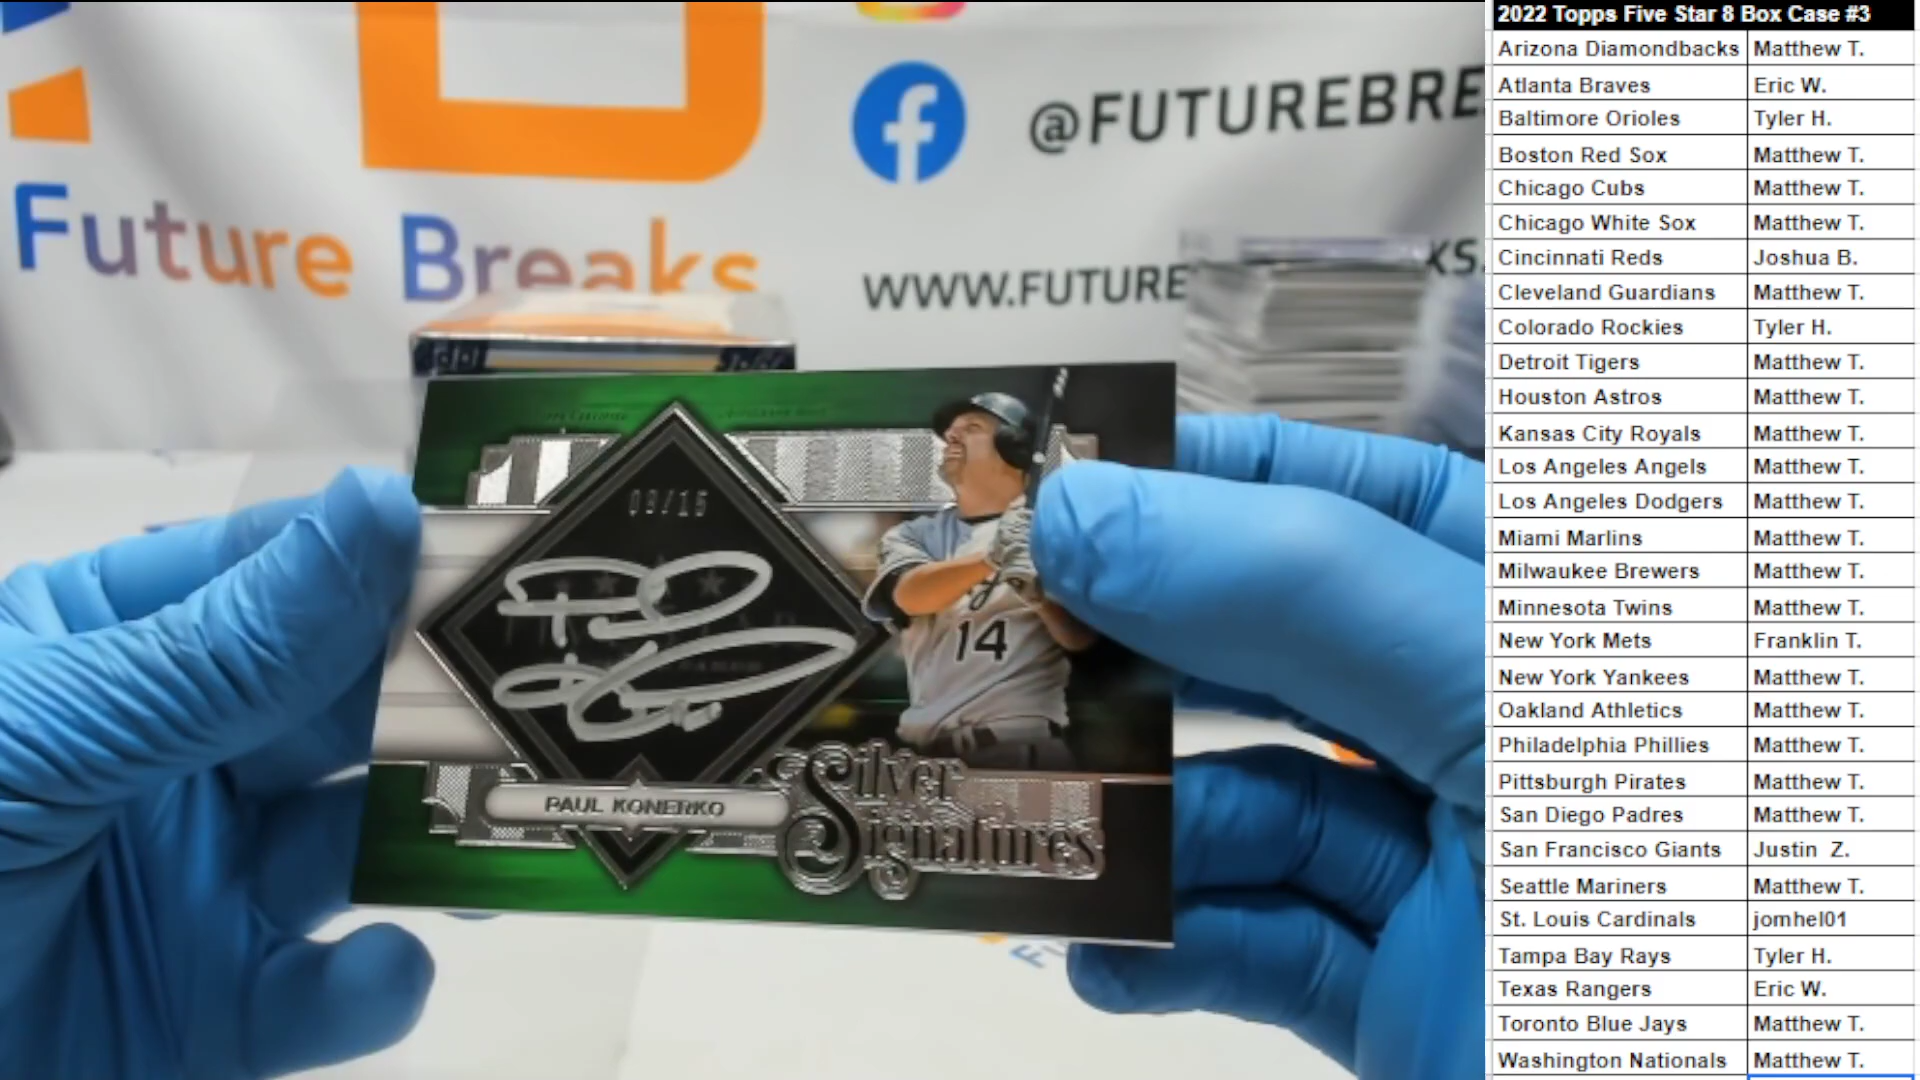 Future Breaks
@FUTUREBRE
WWW.FUTURE
KS.
09/15
14
PAUL KONERKO
Silver
Signatures
2022 Topps Five Star 8 Box Case #3
Arizona Diamondbacks Matthew T.
Atlanta Braves Eric W.
Baltimore Orioles Tyler H.
Boston Red Sox Matthew T.
Chicago Cubs Matthew T.
Chicago White Sox Matthew T.
Cincinnati Reds Joshua B.
Cleveland Guardians Matthew T.
Colorado Rockies Tyler H.
Detroit Tigers Matthew T.
Houston Astros Matthew T.
Kansas City Royals Matthew T.
Los Angeles Angels Matthew T.
Los Angeles Dodgers Matthew T.
Miami Marlins Matthew T.
Milwaukee Brewers Matthew T.
Minnesota Twins Matthew T.
New York Mets Franklin T.
New York Yankees Matthew T.
Oakland Athletics Matthew T.
Philadelphia Phillies Matthew T.
Pittsburgh Pirates Matthew T.
San Diego Padres Matthew T.
San Francisco Giants Justin Z.
Seattle Mariners Matthew T.
St. Louis Cardinals jomhel01
Tampa Bay Rays Tyler H.
Texas Rangers Eric W.
Toronto Blue Jays Matthew T.
Washington Nationals Matthew T.